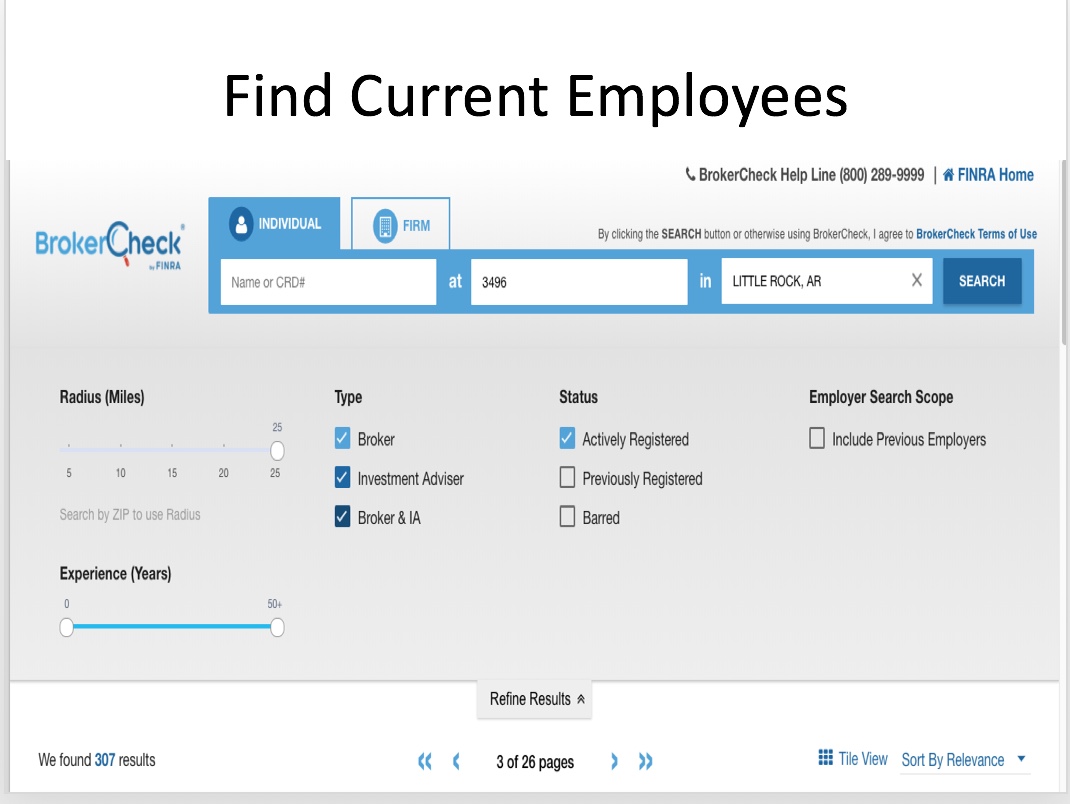 Find Current Employees
BrokerCheck Help Line (800) 289-9999 | FINRA Home
BrokerCheck®
by FINRA
INDIVIDUAL
FIRM
By clicking the SEARCH button or otherwise using BrokerCheck, I agree to BrokerCheck Terms of Use
Name or CRD# at 3496 in LITTLE ROCK, AR X SEARCH
Radius (Miles)
25
5 10 15 20 25
Search by ZIP to use Radius
Experience (Years)
0 50+
Type
Broker
Investment Adviser
Broker & IA
Status
Actively Registered
Previously Registered
Barred
Employer Search Scope
Include Previous Employers
Refine Results
We found 307 results
3 of 26 pages
Tile View
Sort By Relevance